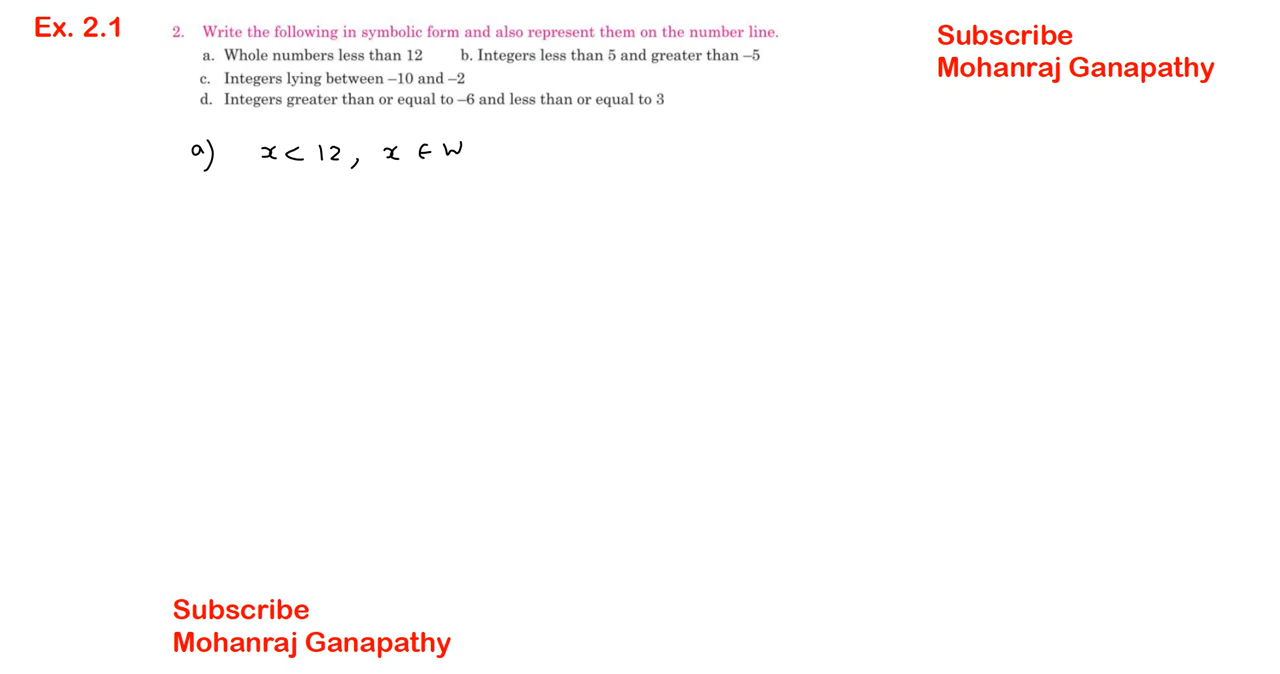 Ex. 2.1
2. Write the following in symbolic form and also represent them on the number line.
a. Whole numbers less than 12 b. Integers less than 5 and greater than –5
c. Integers lying between –10 and –2
d. Integers greater than or equal to –6 and less than or equal to 3
Subscribe
Mohanraj Ganapathy
a) x < 12, x ∈ W
Subscribe
Mohanraj Ganapathy